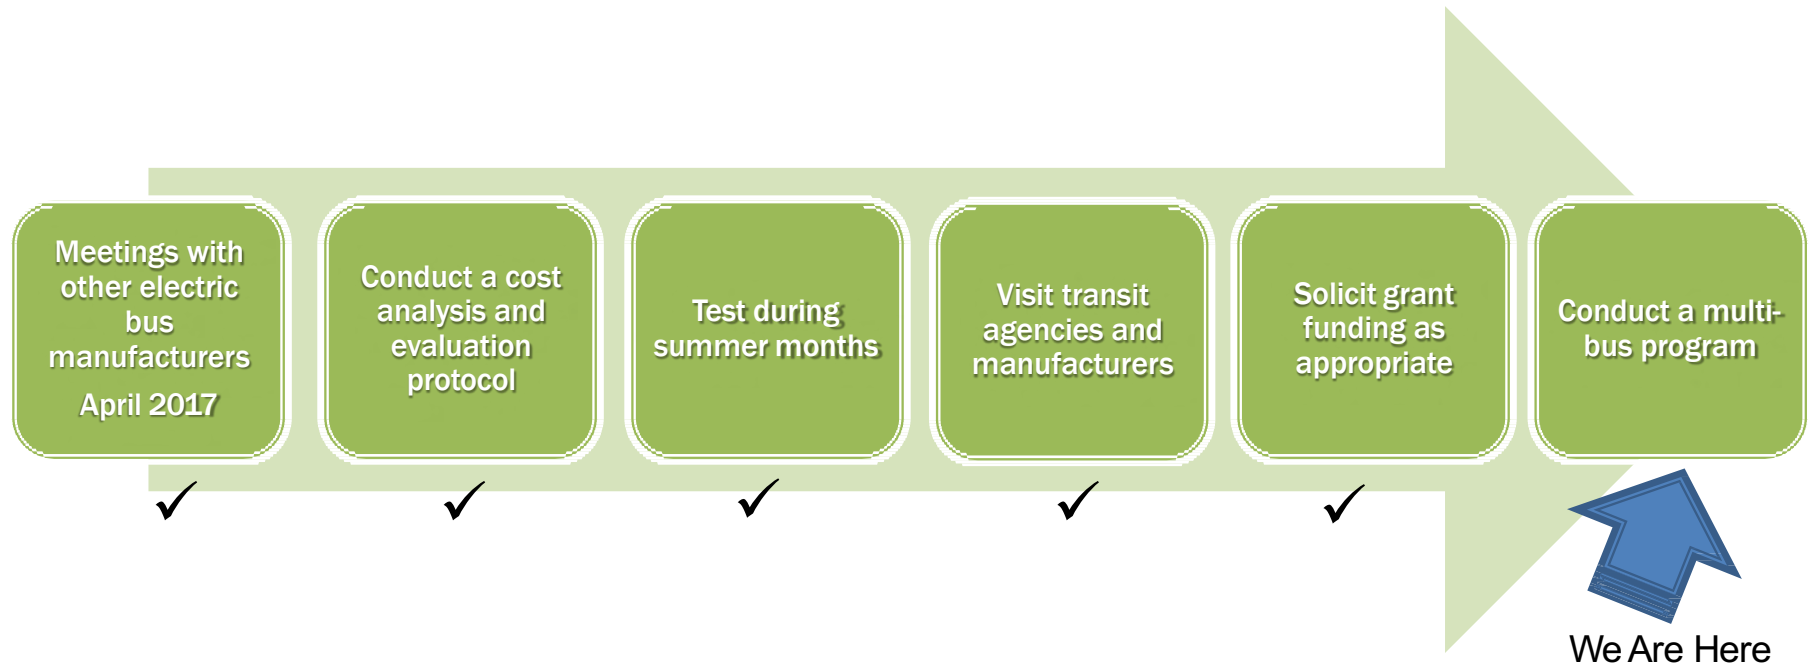 Meetings with
other electric
bus
manufacturers
April 2017
Conduct a cost
analysis and
evaluation
protocol
Test during
summer months
Visit transit
agencies and
manufacturers
Solicit grant
funding as
appropriate
Conduct a multi-
bus program
We Are Here